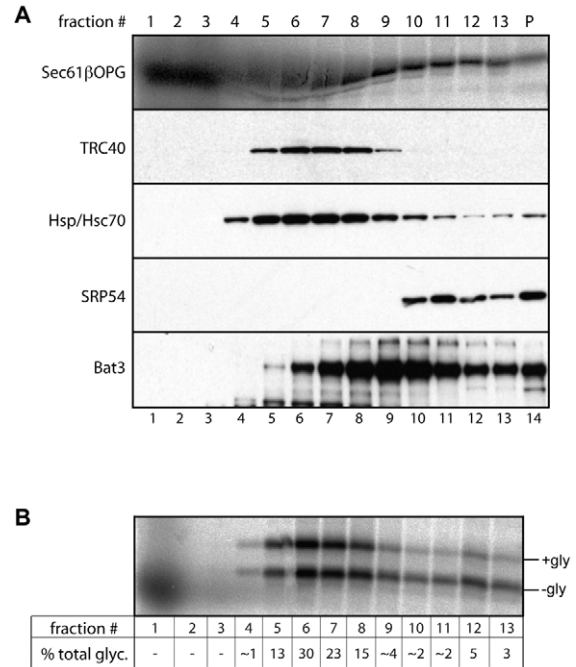 A
fraction # 1 2 3 4 5 6 7 8 9 10 11 12 13 P
Sec61βOPG
TRC40
Hsp/Hsc70
SRP54
Bat3
1 2 3 4 5 6 7 8 9 10 11 12 13 14
B
+gly
-gly
fraction # 1 2 3 4 5 6 7 8 9 10 11 12 13
% total glyc. - - - ~1 13 30 23 15 ~4 ~2 ~2 5 3